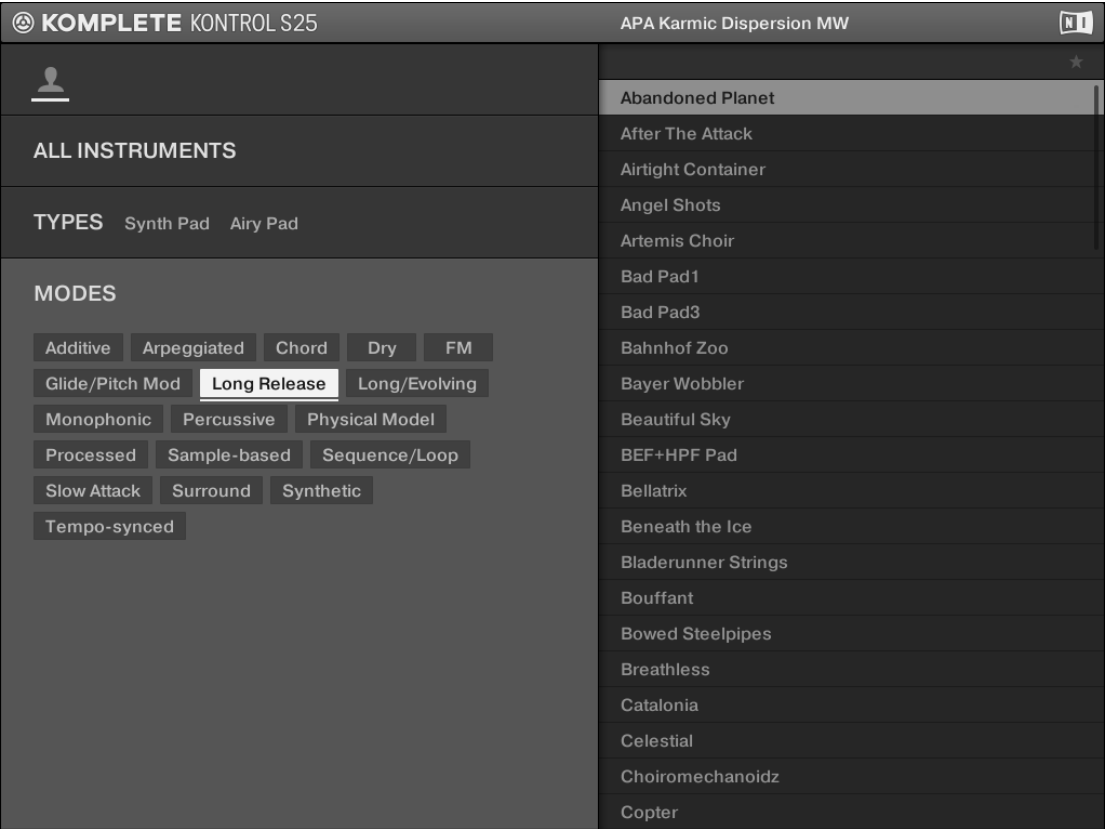 KOMPLETE KONTROL S25
APA Karmic Dispersion MW
NI
ALL INSTRUMENTS
TYPES Synth Pad Airy Pad
MODES
Additive Arpeggiated Chord Dry FM
Glide/Pitch Mod Long Release Long/Evolving
Monophonic Percussive Physical Model
Processed Sample-based Sequence/Loop
Slow Attack Surround Synthetic
Tempo-synced
Abandoned Planet
After The Attack
Airtight Container
Angel Shots
Artemis Choir
Bad Pad1
Bad Pad3
Bahnhof Zoo
Bayer Wobbler
Beautiful Sky
BEF+HPF Pad
Bellatrix
Beneath the Ice
Bladerunner Strings
Bouffant
Bowed Steelpipes
Breathless
Catalonia
Celestial
Choiromechanoidz
Copter